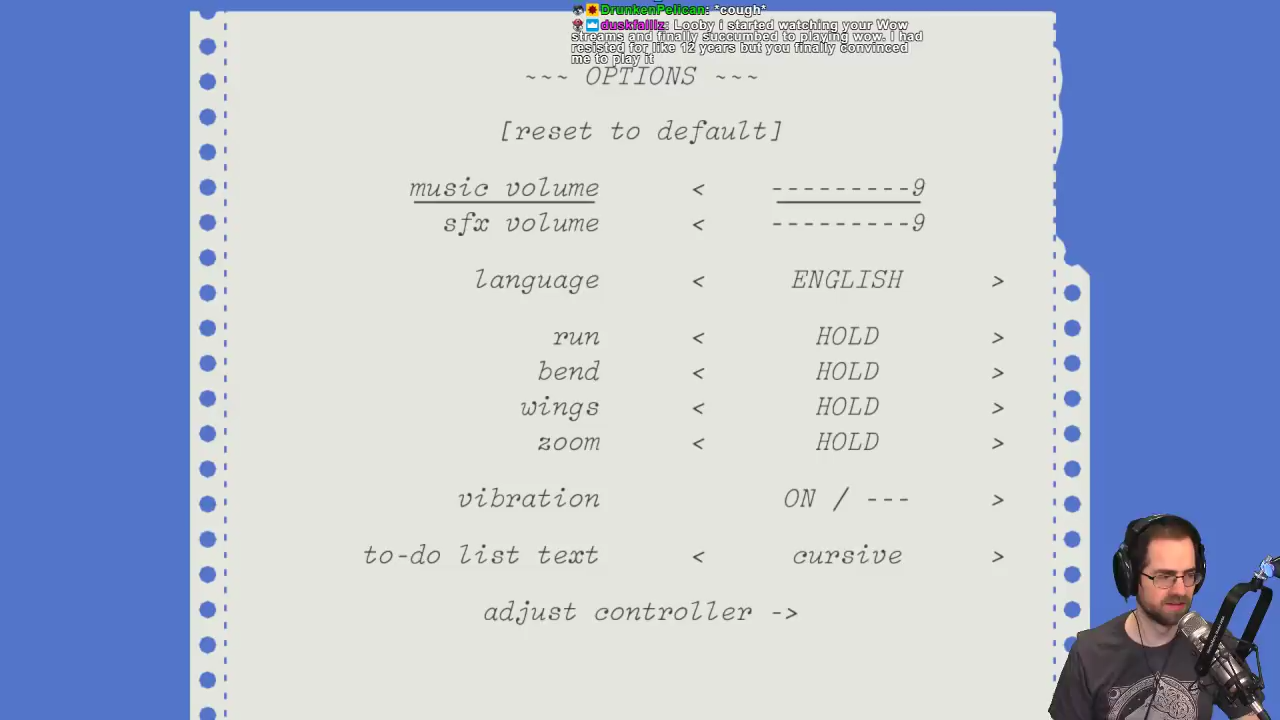 DrunkenPelican: *cough*
duskfalllz: Looby i started watching your Wow
streams and finally succumbed to playing wow. I had
resisted for like 12 years but you finally convinced
me to play it
~~~ OPTIONS ~~~
[reset to default]
music volume < ---------9
sfx volume < ---------9
language < ENGLISH >
run < HOLD >
bend < HOLD >
wings < HOLD >
zoom < HOLD >
vibration ON / --- >
to-do list text < cursive >
adjust controller ->